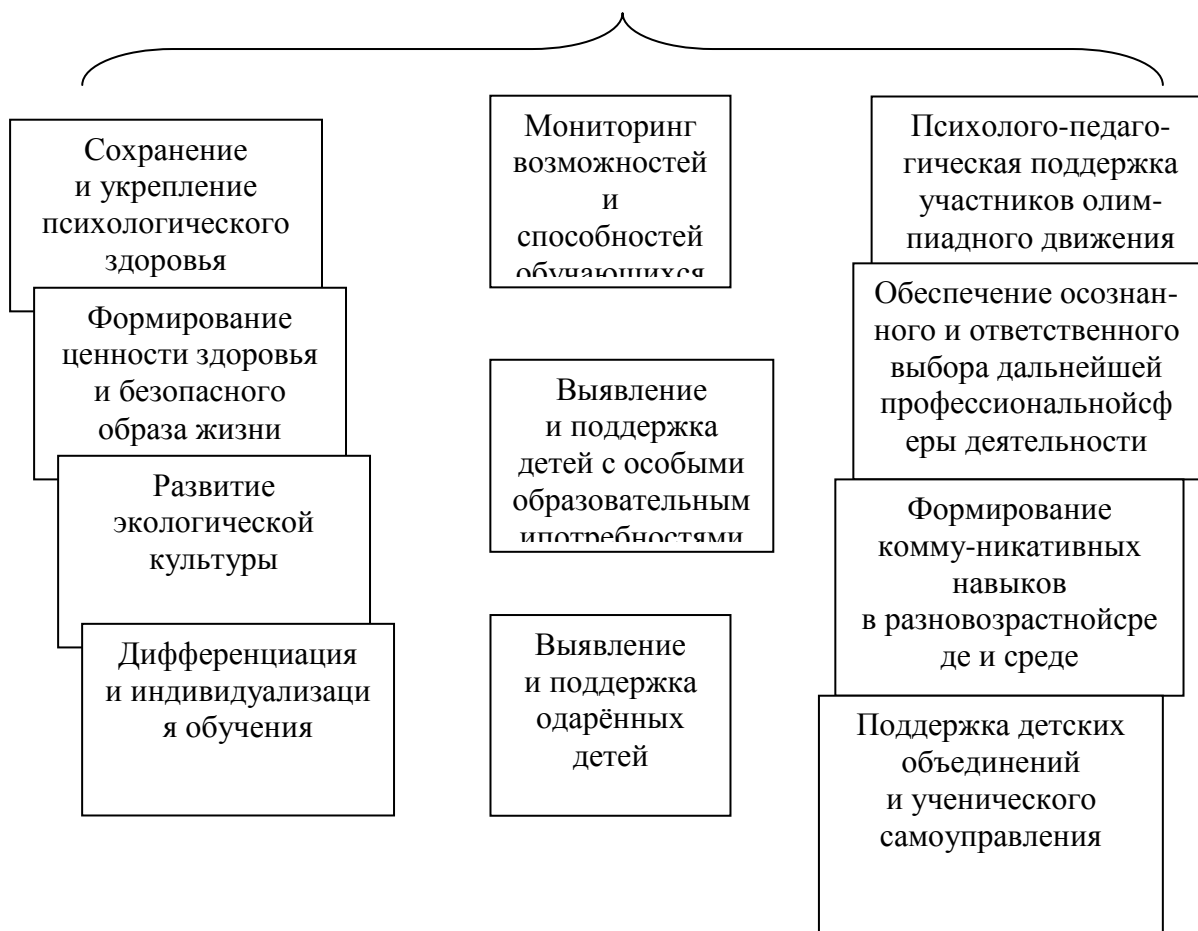 Сохранение
и укрепление
психологического
здоровья
Формирование
ценности здоровья
и безопасного
образа жизни
Развитие
экологической
культуры
Дифференциация
и индивидуализаци
я обучения
Мониторинг
возможностей
и
способностей
обучающихся
Выявление
и поддержка
детей с особыми
образовательным
ипотребностями
Выявление
и поддержка
одарённых
детей
Психолого-педаго-
гическая поддержка
участников олим-
пиадного движения
Обеспечение осознан-
ного и ответственного
выбора дальнейшей
профессиональнойсф
еры деятельности
Формирование
комму-никативных
навыков
в разновозрастнойсре
де и среде
Поддержка детских
объединений
и ученического
самоуправления